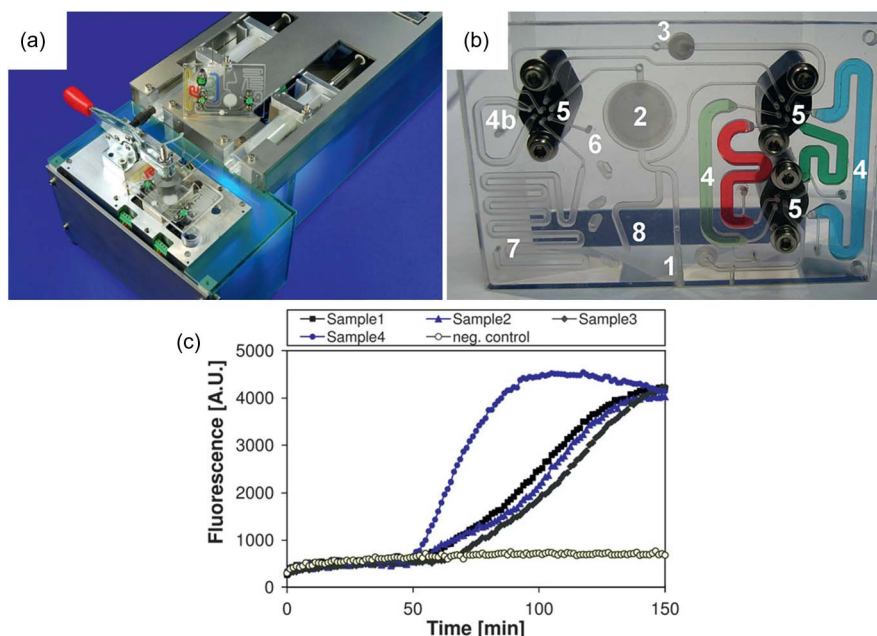 (a)
(b)
3
5
4b
2
5
6
4
4
5
7
8
1
(c)
Sample1 Sample2 Sample3
Sample4 neg. control
Fluorescence [A.U.]
5000
4000
3000
2000
1000
0
0 50 100 150
Time [min]